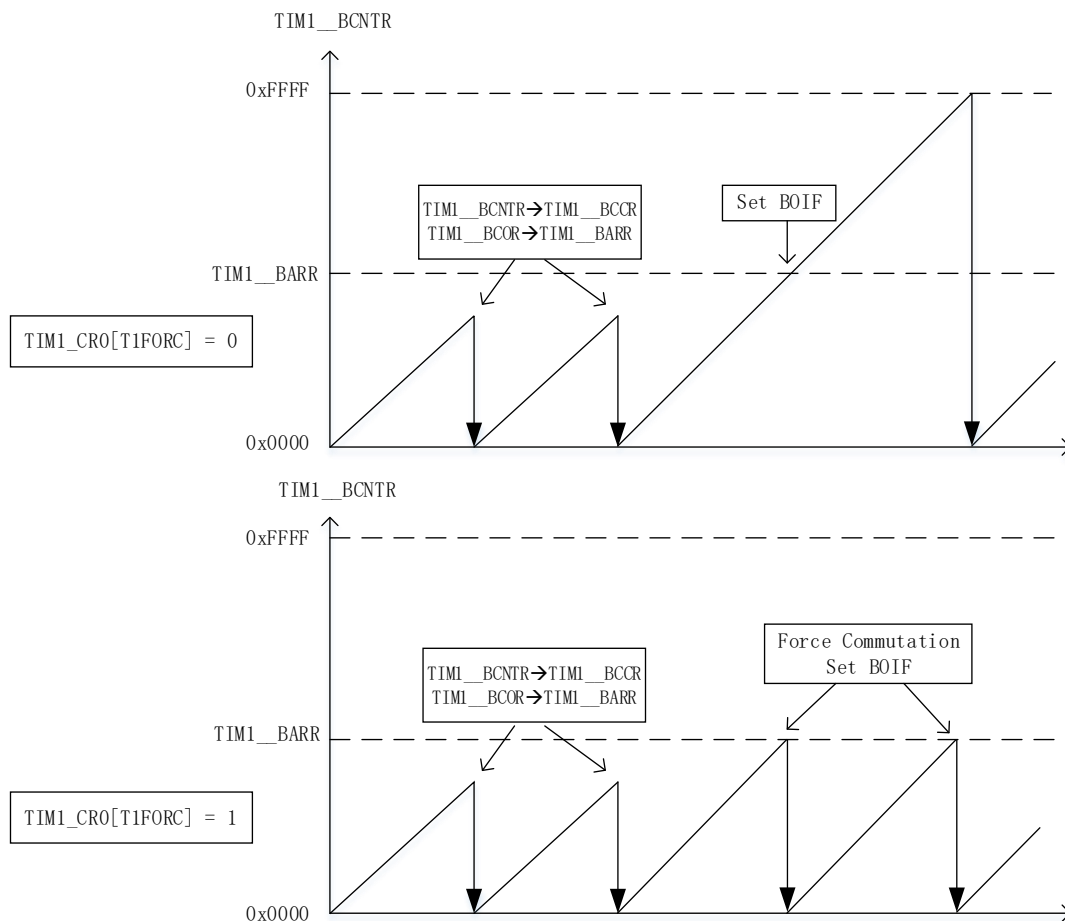 TIM1__BCNTR
0xFFFF
TIM1__BCNTR→TIM1__BCCR
TIM1__BCOR→TIM1__BARR
Set BOIF
TIM1__BARR
TIM1_CR0[T1FORC] = 0
0x0000
TIM1__BCNTR
0xFFFF
Force Commutation
Set BOIF
TIM1__BCNTR→TIM1__BCCR
TIM1__BCOR→TIM1__BARR
TIM1__BARR
TIM1_CR0[T1FORC] = 1
0x0000